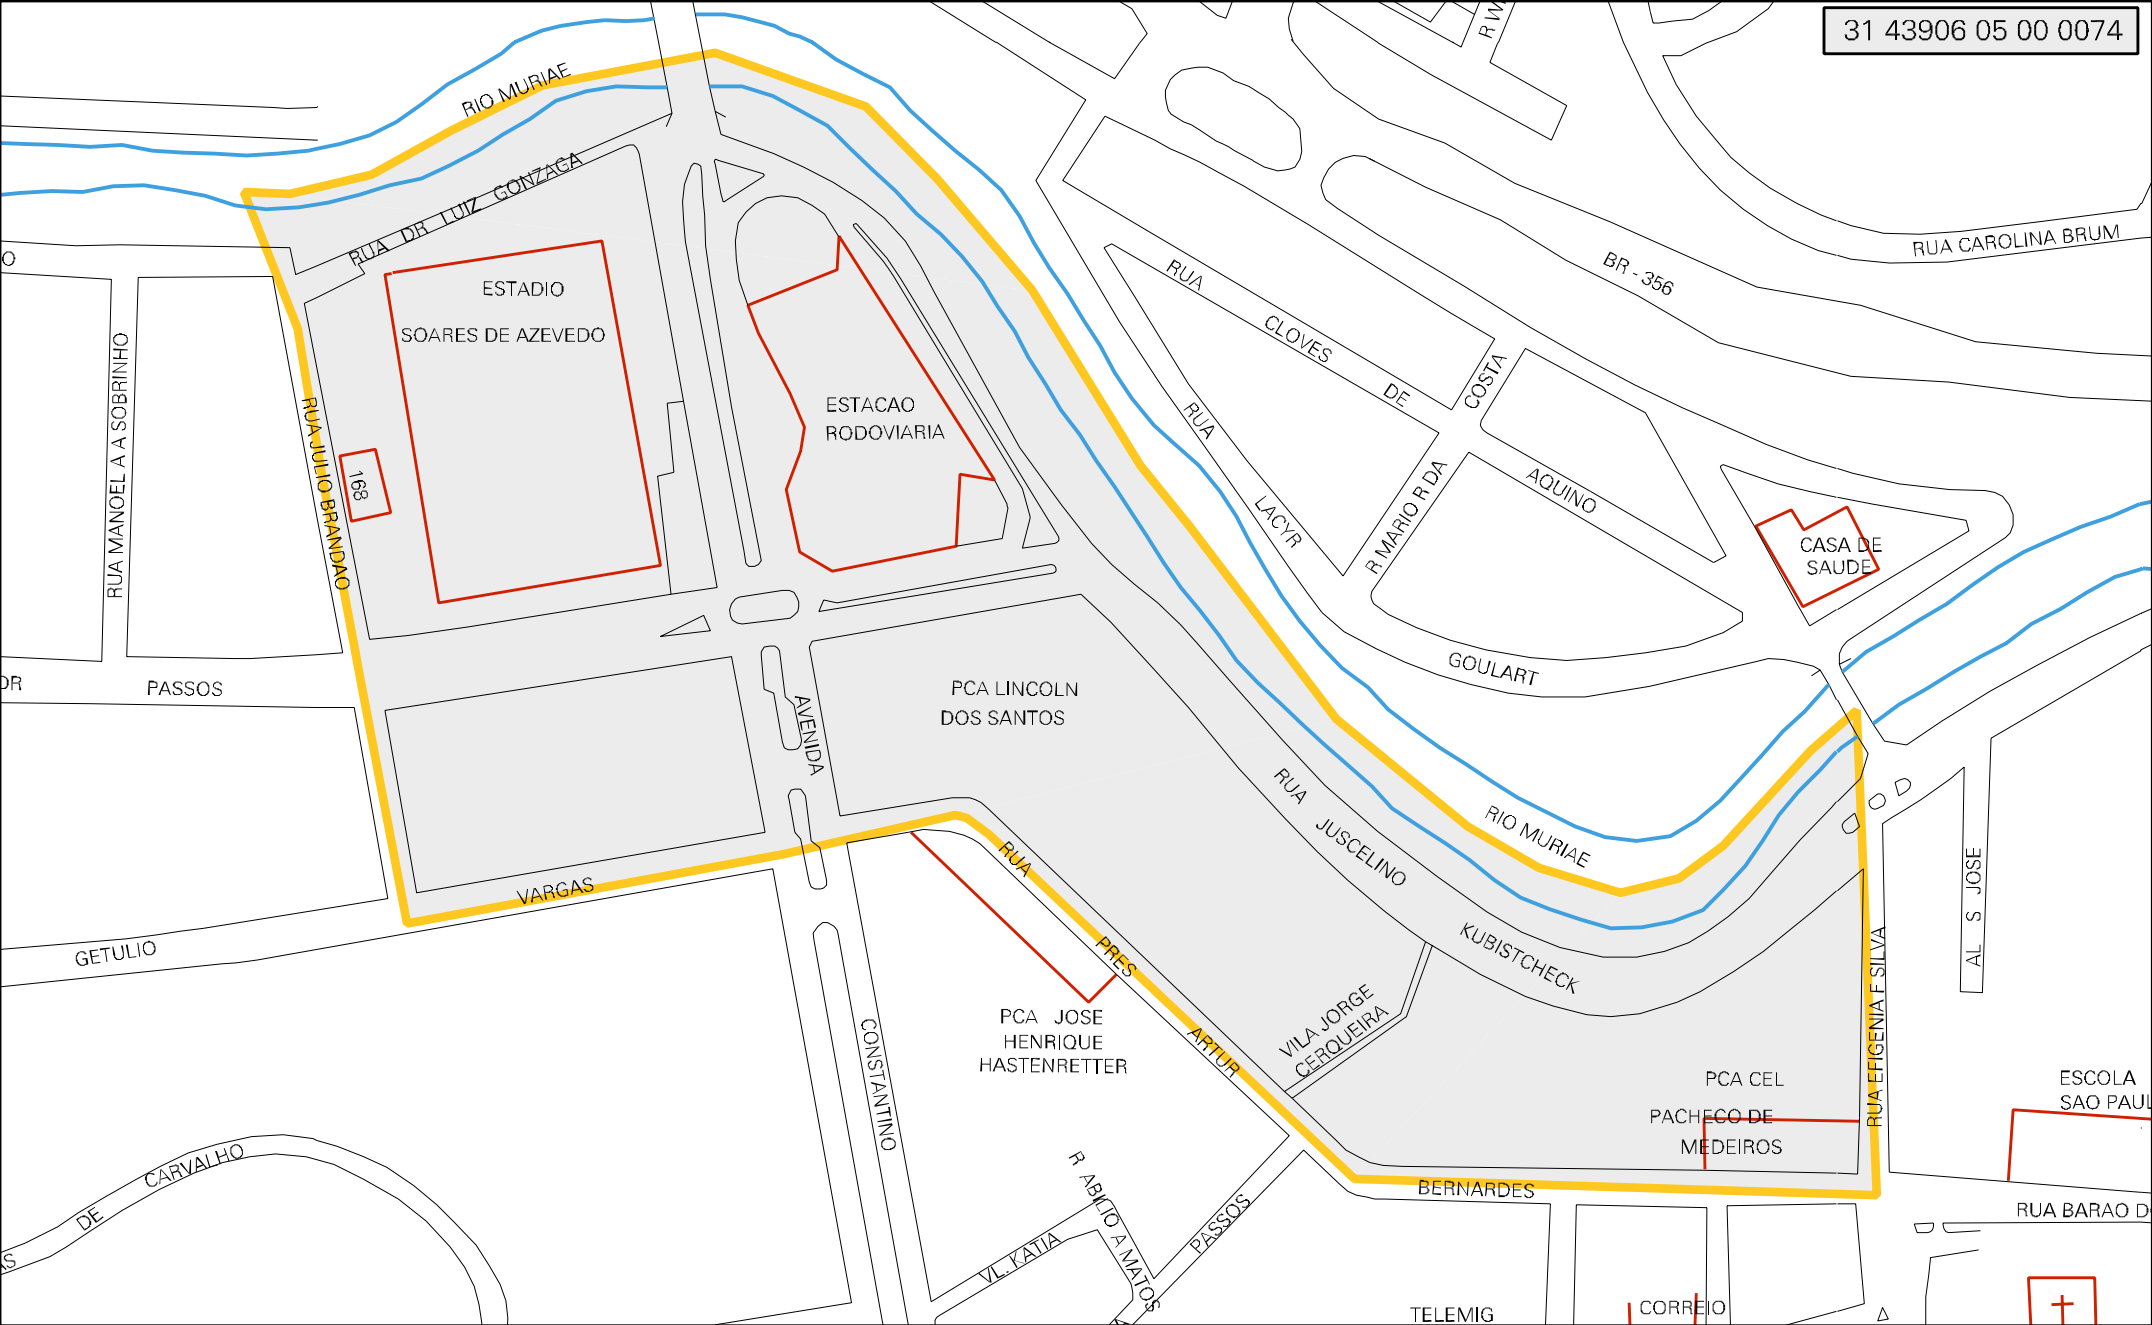 31 43906 05 00 0074
RIO MURIAE
RUA DR LUIZ GONZAGA
RUA CAROLINA BRUM
BR - 356
ESTADIO
SOARES DE AZEVEDO
ESTACAO
RODOVIARIA
RUA CLOVES DE AQUINO
R MARIO R DA COSTA
RUA LACYR GOULART
RUA MANOEL A A SOBRINHO
RUA JULIO BRANDAO
168
CASA DE
SAUDE
OR PASSOS
PCA LINCOLN
DOS SANTOS
AVENIDA
CONSTANTINO
RUA JUSCELINO KUBISTCHECK
RIO MURIAE
GETULIO VARGAS
RUA PRES ARTUR BERNARDES
AL S JOSE
RUA EFIGENIA F SILVA
VILA JORGE
CERQUEIRA
PCA JOSE
HENRIQUE
HASTENRETTER
PCA CEL
PACHECO DE
MEDEIROS
ESCOLA
SAO PAUL
DE CARVALHO
R ABILIO A MATOS
PASSOS
VL. KATIA
RUA BARAO D
TELEMIG
CORREIO